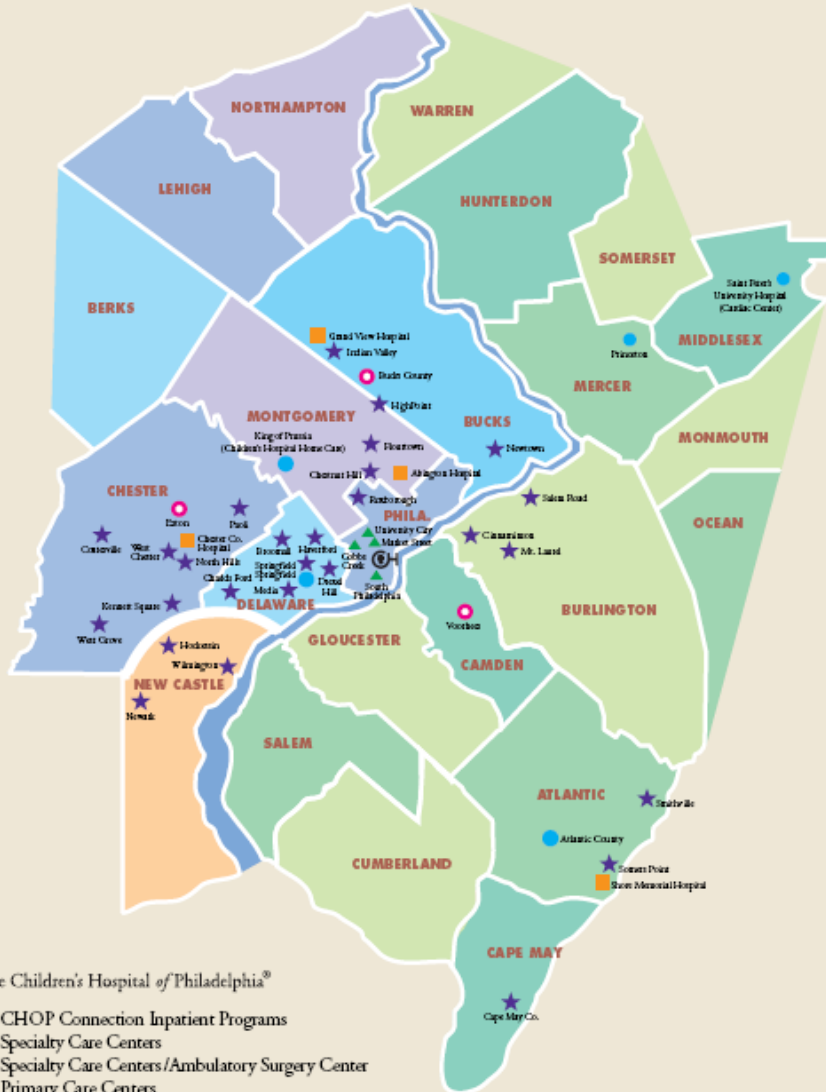 NORTHAMPTON
WARREN
LEHIGH
HUNTERDON
SOMERSET
Saint Peter's
University Hospital
(Cardiac Center)
BERKS
Grand View Hospital
Indian Valley
Princeton
MIDDLESEX
Bucks County
MERCER
HighPoint
MONTGOMERY
BUCKS
King of Prussia
(Children's Hospital Home Care)
Flourtown
Newtown
MONMOUTH
Chestnut Hill
Abington Hospital
CHESTER
Roxborough
Salem Road
Exton
Paoli
PHILA.
OCEAN
University City
Market Street
Cinnaminson
Coatesville
West
Chester
Chester Co.
Hospital
North Hills
Broomall
Haverford
Cobbs
Creek
Mt. Laurel
Chadds Ford
Springfield
Springfield
Drexel
Hill
Media
South
Philadelphia
Kennett Square
DELAWARE
BURLINGTON
West Grove
Voorhees
Hockessin
GLOUCESTER
Wilmington
CAMDEN
NEW CASTLE
Newark
SALEM
ATLANTIC
Smithville
Atlantic County
CUMBERLAND
Somers Point
Shore Memorial Hospital
CAPE MAY
Children's Hospital of Philadelphia®
Cape May Co.
CHOP Connection Inpatient Programs
Specialty Care Centers
Specialty Care Centers/Ambulatory Surgery Center
Primary Care Centers